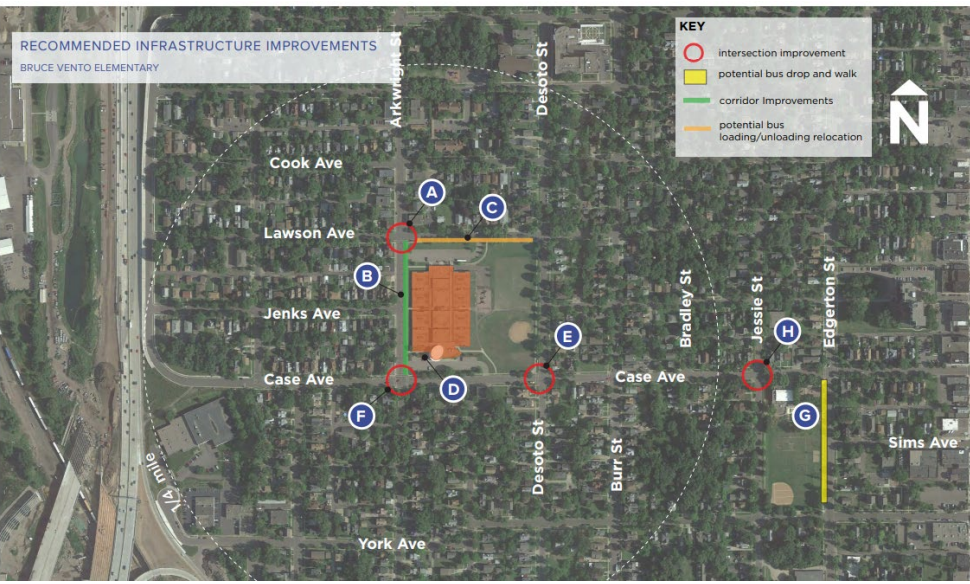 RECOMMENDED INFRASTRUCTURE IMPROVEMENTS
BRUCE VENTO ELEMENTARY
KEY
intersection improvement
potential bus drop and walk
corridor Improvements
potential bus
loading/unloading relocation
N
Arkwright St
Desoto St
Cook Ave
A
C
Lawson Ave
B
Jenks Ave
Bradley St
Jessie St
Edgerton St
H
E
Case Ave
Case Ave
D
F
G
Desoto St
Burr St
Sims Ave
1/4 mile
York Ave